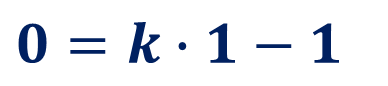 0 = k · 1 − 1